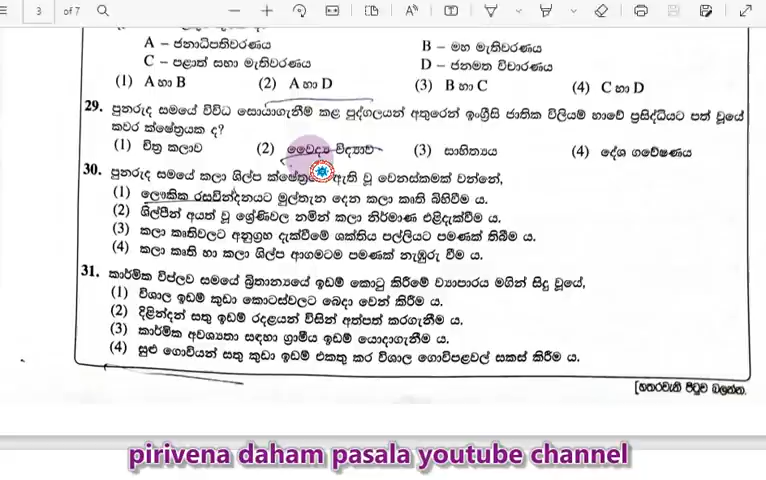 3 of 7
A – ජනාධිපතිවරණය B – මහ මැතිවරණය
C – පළාත් සභා මැතිවරණය D – ජනමත විචාරණය
(1) A හා B (2) A හා D (3) B හා C (4) C හා D
29. පුනරුද සමයේ විවිධ සොයාගැනීම් කළ පුද්ගලයන් අතුරෙන් ඉංග්‍රීසි ජාතික විලියම් හාවේ ප්‍රසිද්ධියට පත් වූයේ
කවර ක්ෂේත්‍රයක ද?
(1) චිත්‍ර කලාව (2) වෛද්‍ය විද්‍යාව (3) සාහිත්‍යය (4) දේශ ගවේෂණය
30. පුනරුද සමයේ කලා ශිල්ප ඇති වූ වෙනස්කමක් වන්නේ,
(1) ලෞකික රසවින්දනයට මුල්තැන දෙන කලා කෘති බිහිවීම ය.
(2) ශිල්පීන් අයත් වූ ශ්‍රේණිවල නමින් කලා නිර්මාණ එළිදැක්වීම ය.
(3) කලා කෘතිවලට අනුග්‍රහ දැක්වීමේ ශක්තිය පල්ලියට පමණක් තිබීම ය.
(4) කලා කෘති හා කලා ශිල්ප ආගමටම පමණක් නැඹුරු වීම ය.
31. කාර්මික විප්ලව සමයේ බ්‍රිතාන්‍යයේ ඉඩම් කොටු කිරීමේ ව්‍යාපාරය මගින් සිදු වූයේ,
(1) විශාල ඉඩම් කුඩා කොටස්වලට බෙදා වෙන් කිරීම ය.
(2) දිළින්දන් සතු ඉඩම් රදළයන් විසින් අත්පත් කරගැනීම ය.
(3) කාර්මික අවශ්‍යතා සඳහා ග්‍රාමීය ඉඩම් යොදාගැනීම ය.
(4) සුළු ගොවියන් සතු කුඩා ඉඩම් එකතු කර විශාල ගොවිපළවල් සකස් කිරීම ය.
[හතරවැනි පිටුව බලන්න.
pirivena daham pasala youtube channel